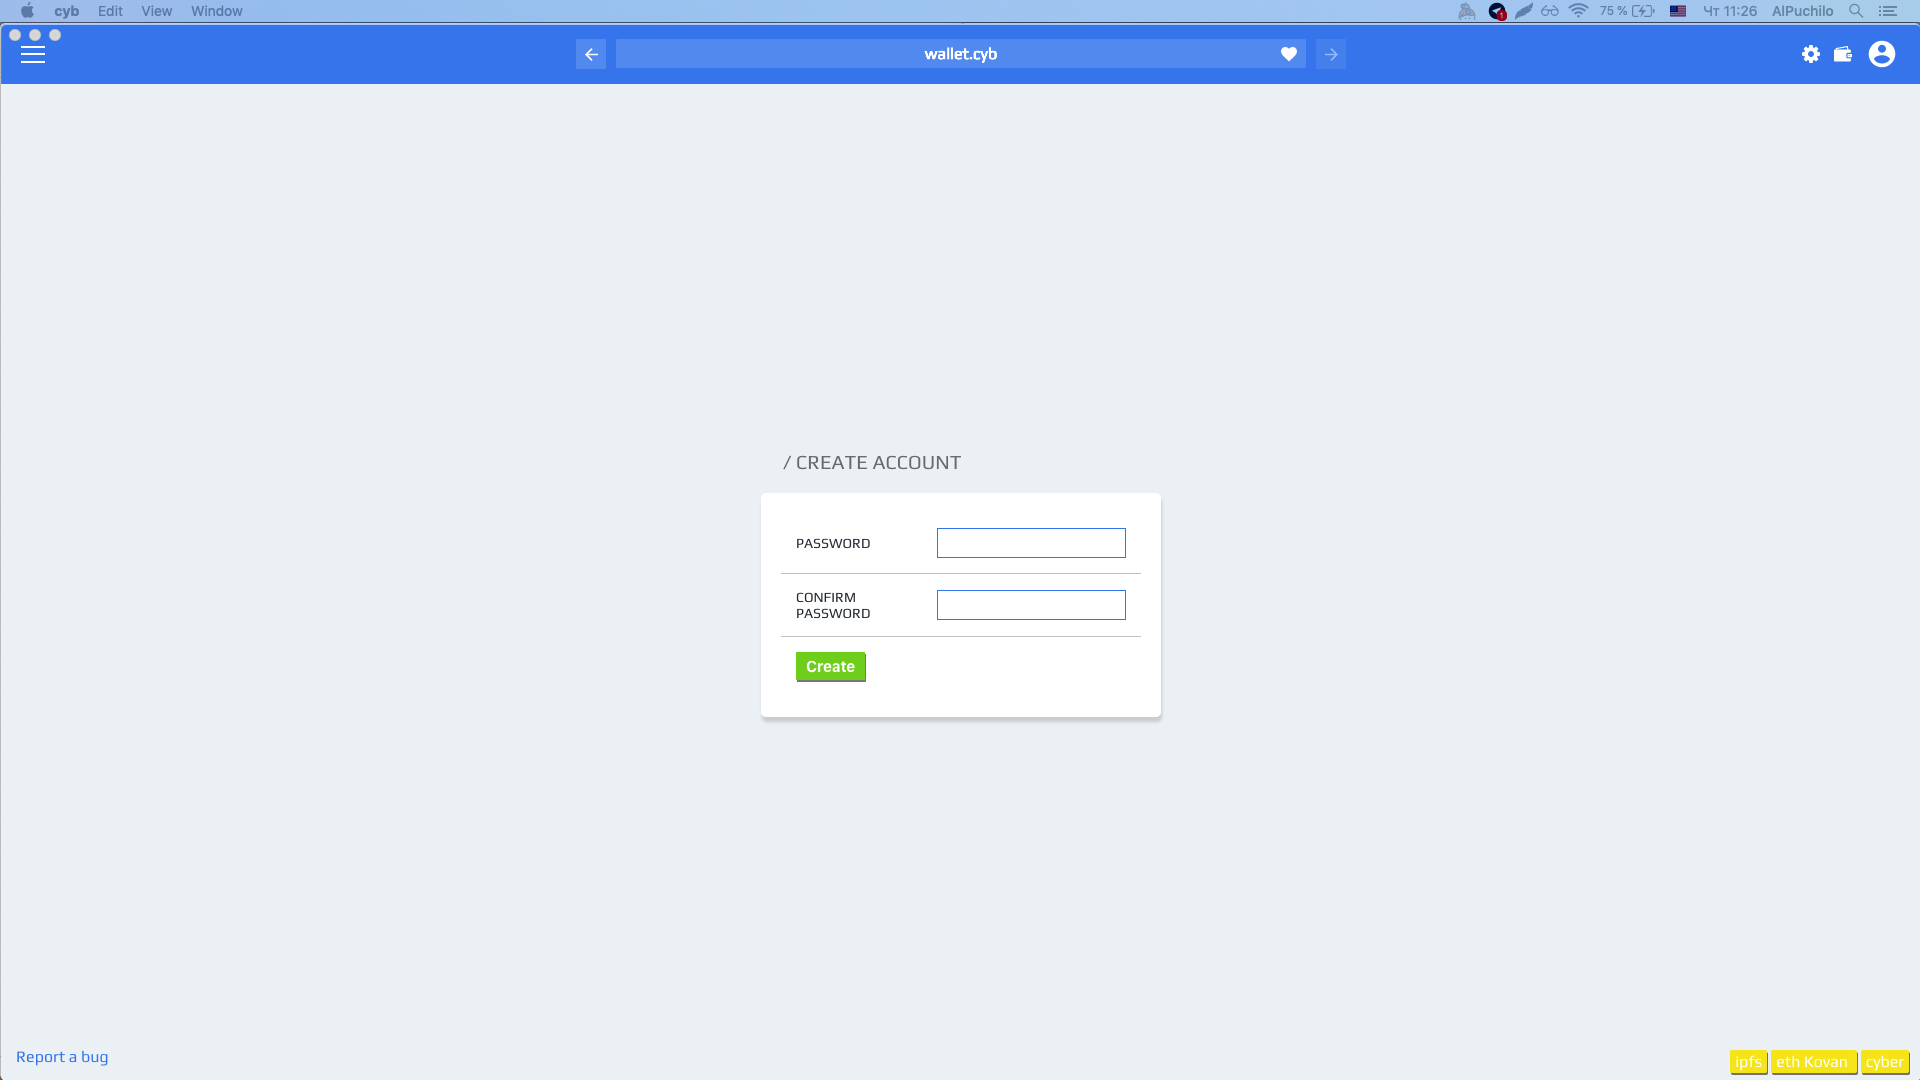 cyb Edit View Window 75 % Чт 11:26 AlPuchilo
1
wallet.cyb
/ CREATE ACCOUNT
PASSWORD
CONFIRM
PASSWORD
Create
Report a bug
ipfs eth Kovan cyber